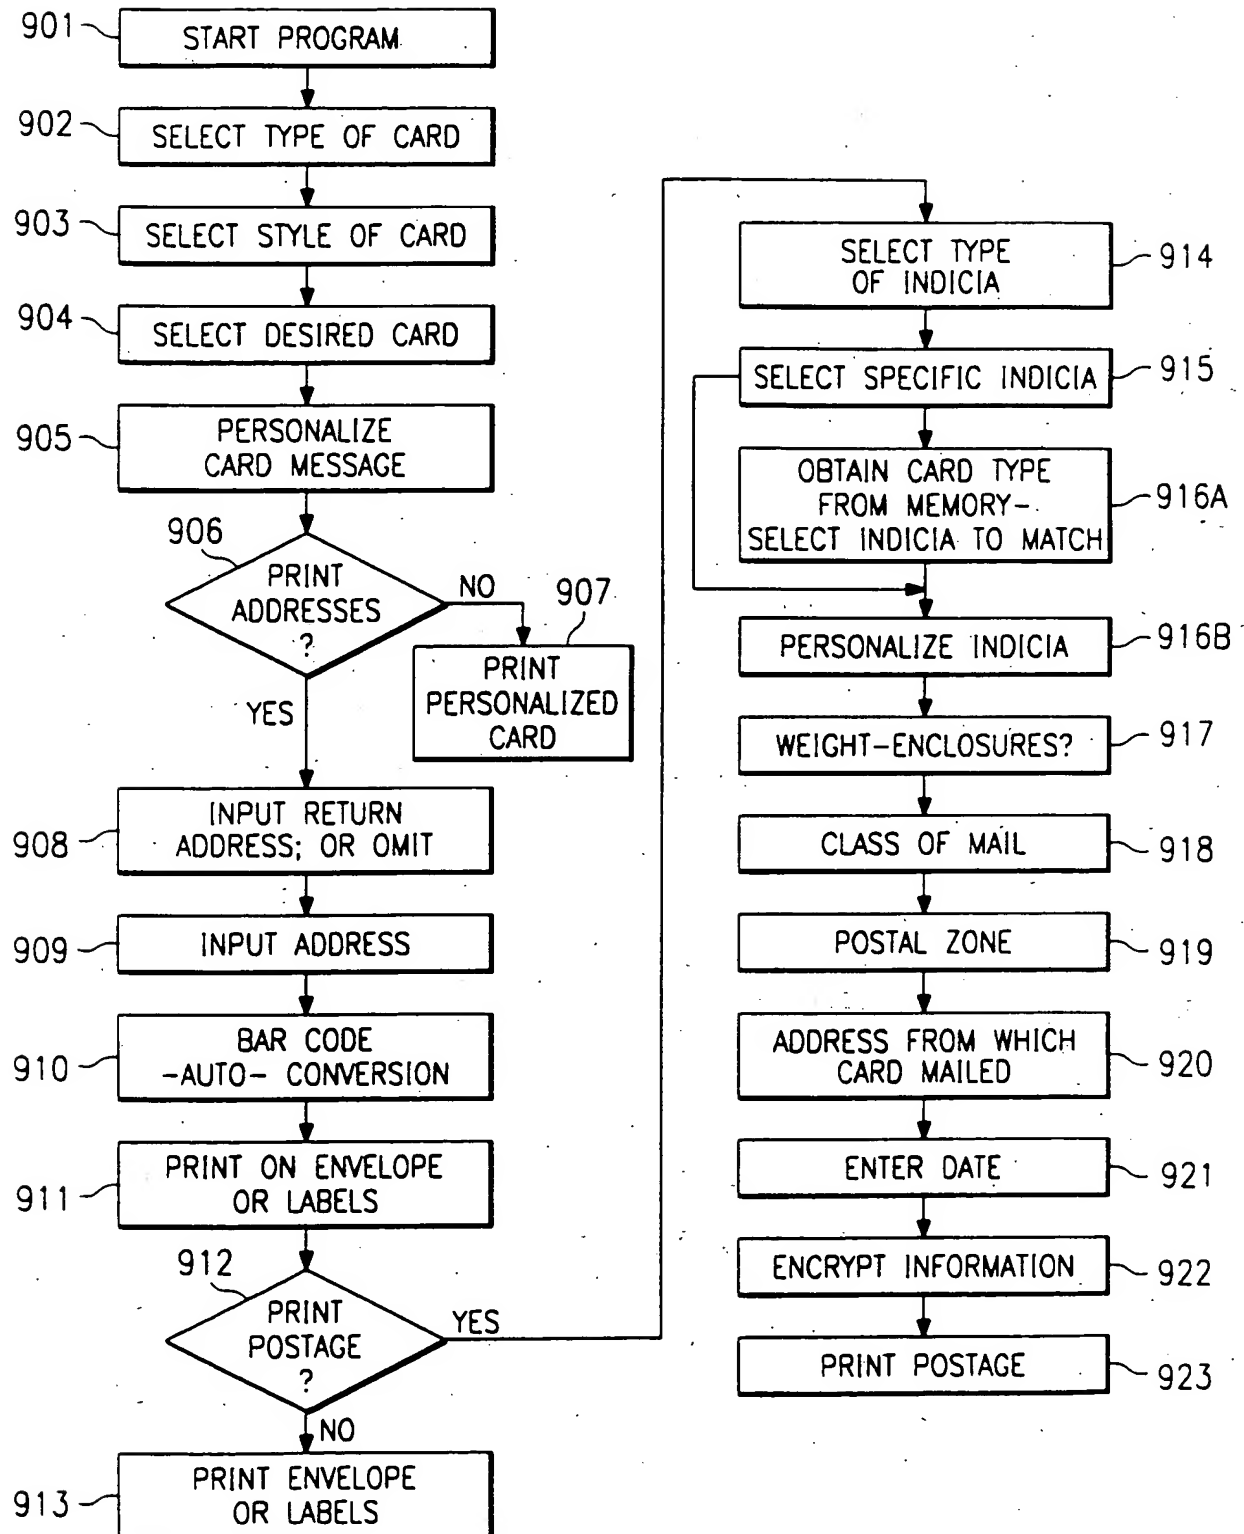 901
START PROGRAM
902
SELECT TYPE OF CARD
903
SELECT STYLE OF CARD
904
SELECT DESIRED CARD
905
PERSONALIZE
CARD MESSAGE
906
PRINT
ADDRESSES
?
NO
907
PRINT
PERSONALIZED
CARD
YES
908
INPUT RETURN
ADDRESS; OR OMIT
909
INPUT ADDRESS
910
BAR CODE
-AUTO- CONVERSION
911
PRINT ON ENVELOPE
OR LABELS
912
PRINT
POSTAGE
?
YES
NO
913
PRINT ENVELOPE
OR LABELS
SELECT TYPE
OF INDICIA
914
SELECT SPECIFIC INDICIA
915
OBTAIN CARD TYPE
FROM MEMORY-
SELECT INDICIA TO MATCH
916A
PERSONALIZE INDICIA
916B
WEIGHT-ENCLOSURES?
917
CLASS OF MAIL
918
POSTAL ZONE
919
ADDRESS FROM WHICH
CARD MAILED
920
ENTER DATE
921
ENCRYPT INFORMATION
922
PRINT POSTAGE
923